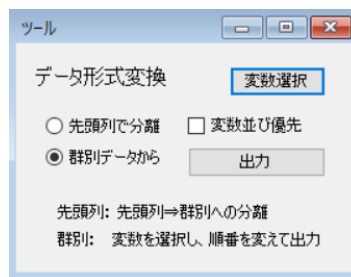 ツール
データ形式変換
変数選択
先頭列で分離
変数並び優先
群別データから
出力
先頭列: 先頭列⇒群別への分離
群別: 変数を選択し、順番を変えて出力